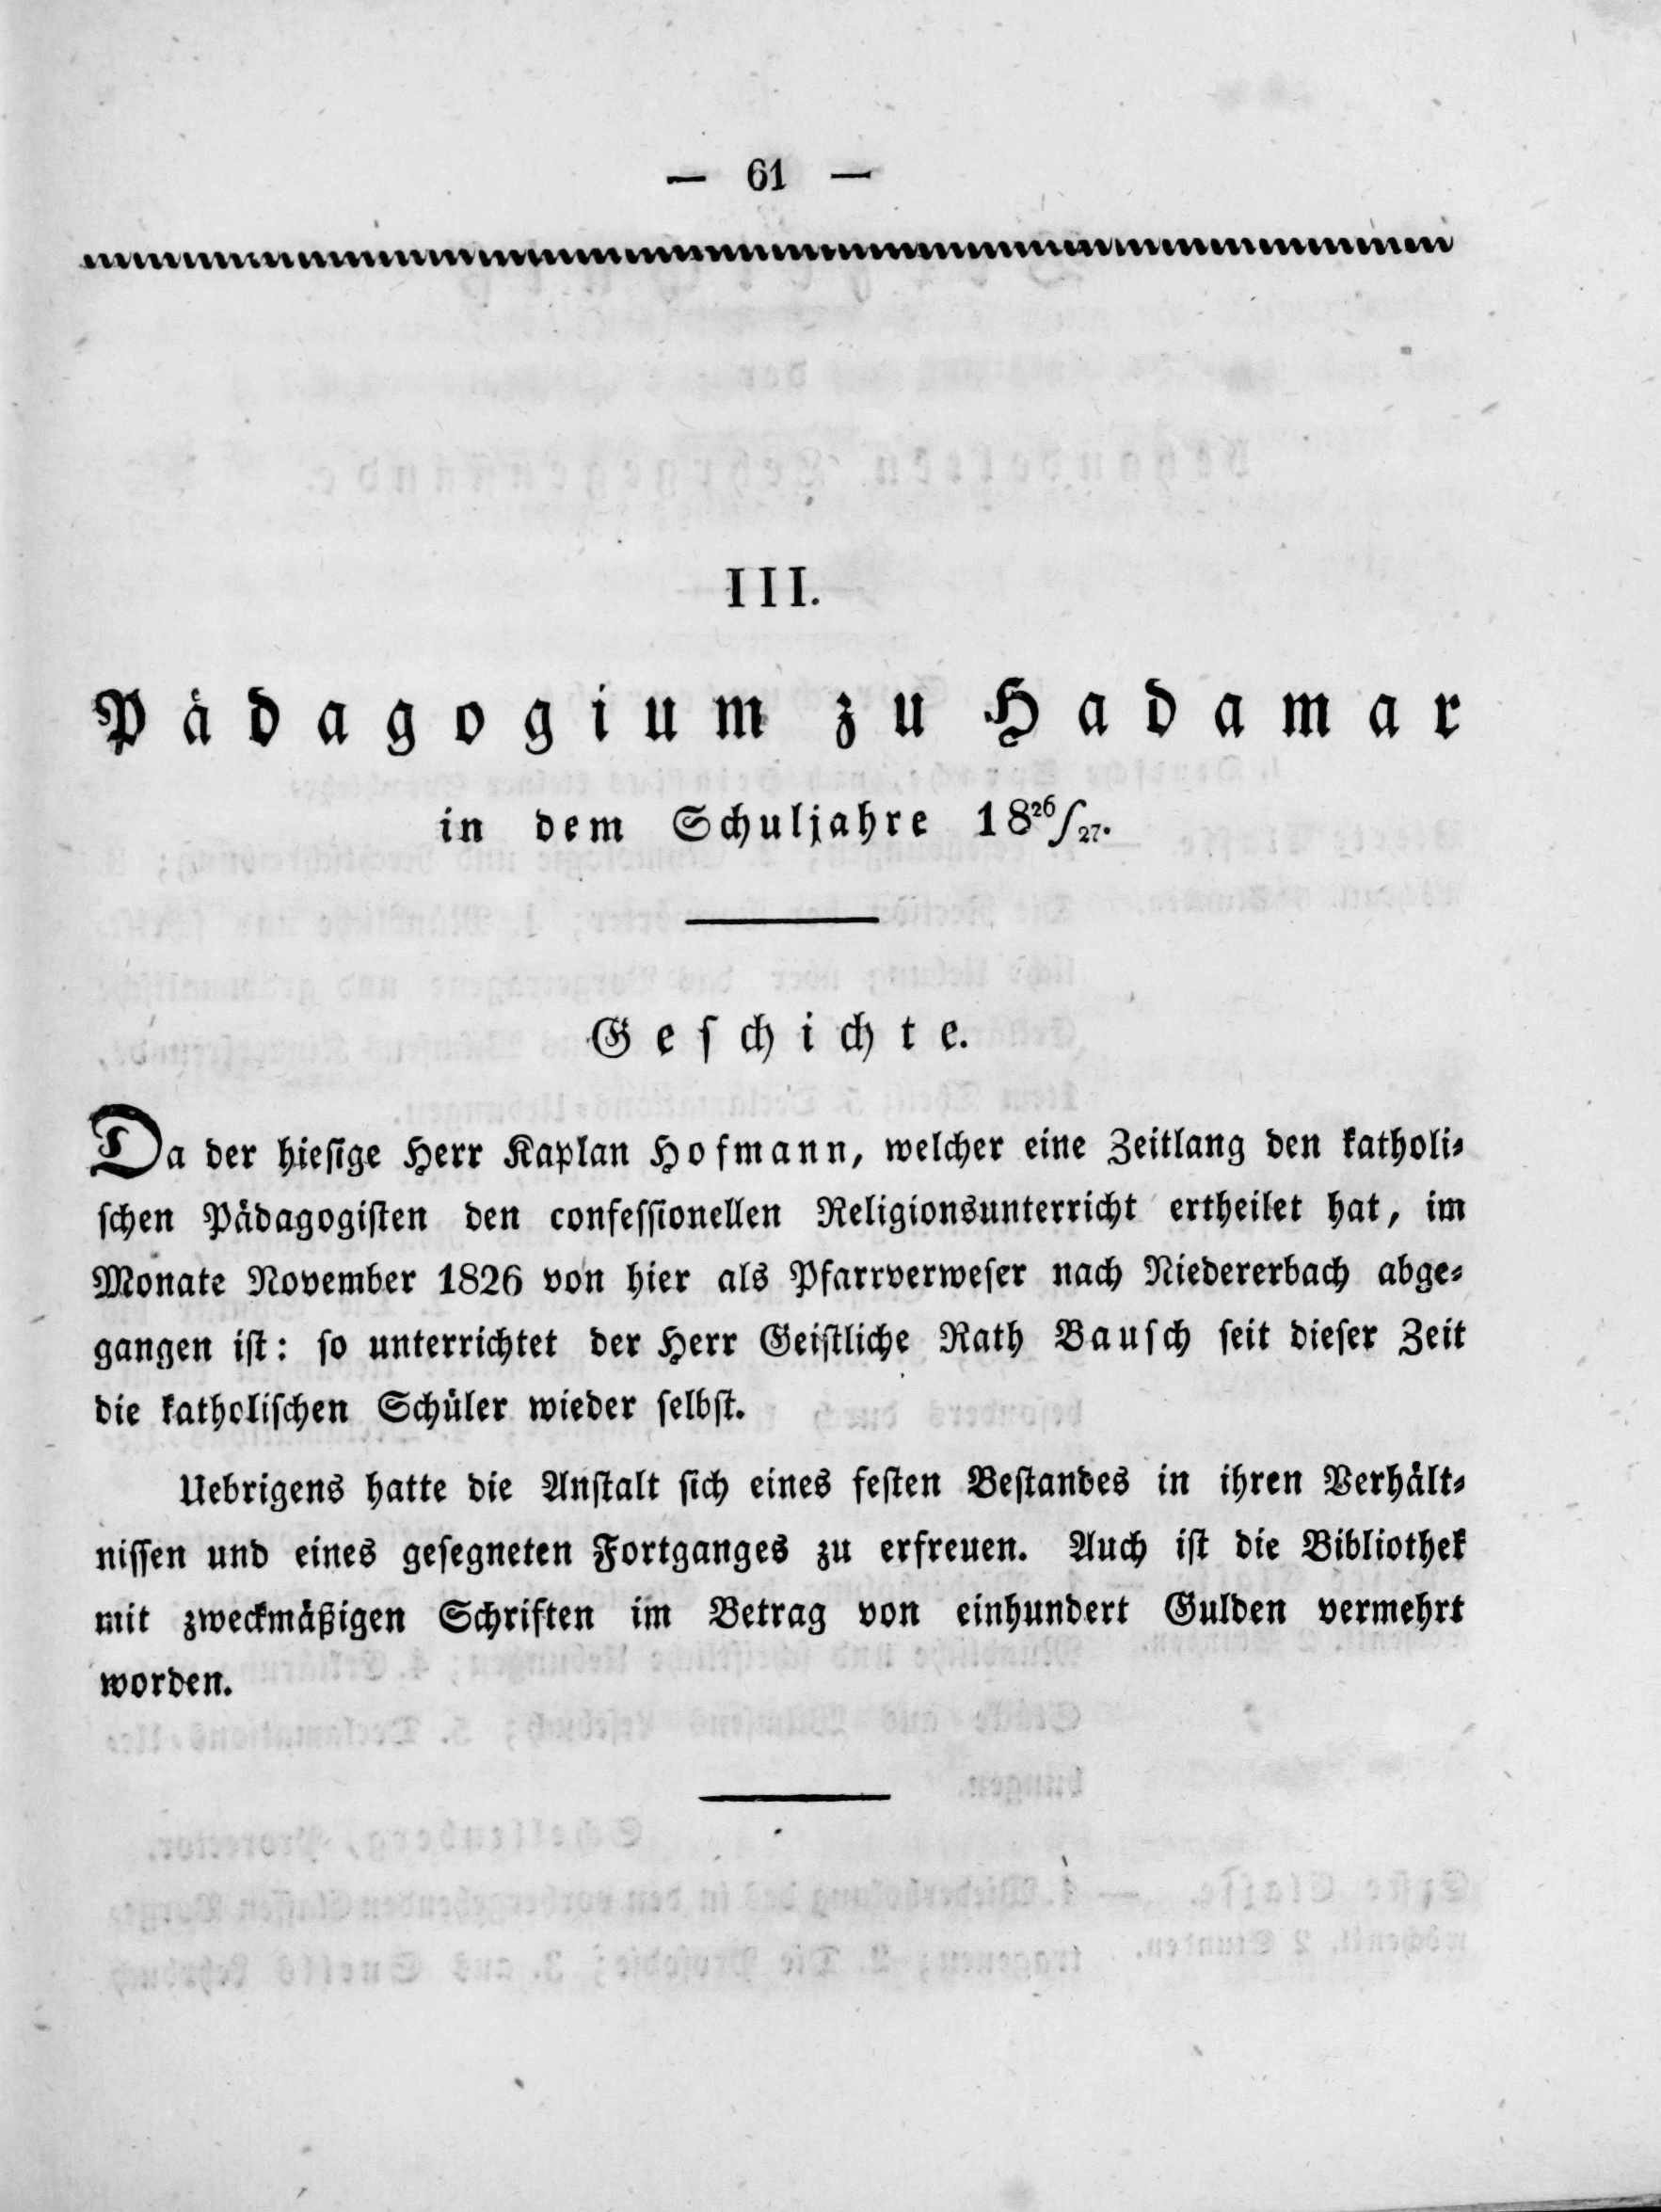 — 61 —
III.
Pädagogium zu Hadamar
in dem Schuljahre 18²⁶/₂₇.
Geschichte.
Da der hiesige Herr Kaplan Hofmann, welcher eine Zeitlang den katholi-
schen Pädagogisten den confessionellen Religionsunterricht ertheilet hat, im
Monate November 1826 von hier als Pfarrverweser nach Niedererbach abge-
gangen ist: so unterrichtet der Herr Geistliche Rath Bausch seit dieser Zeit
die katholischen Schüler wieder selbst.
Uebrigens hatte die Anstalt sich eines festen Bestandes in ihren Verhält-
nissen und eines gesegneten Fortganges zu erfreuen. Auch ist die Bibliothek
mit zweckmäßigen Schriften im Betrag von einhundert Gulden vermehrt
worden.